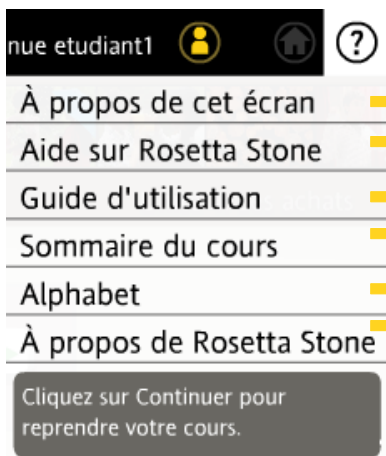 nue etudiant1 ?
À propos de cet écran
Aide sur Rosetta Stone
Guide d'utilisation
Sommaire du cours
Alphabet
À propos de Rosetta Stone
Cliquez sur Continuer pour
reprendre votre cours.